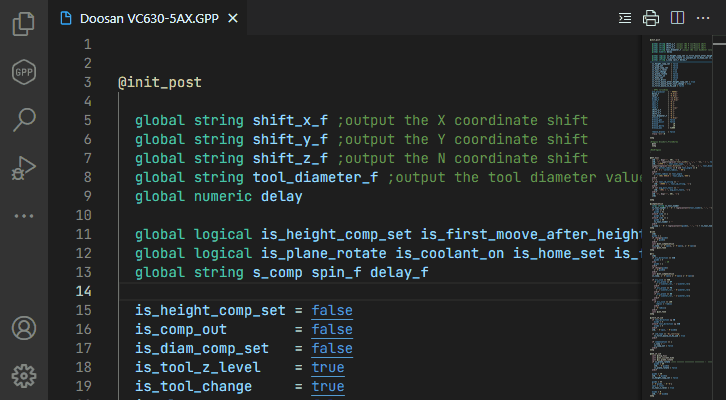 Doosan VC630-5AX.GPP
GPP
1
2
3 @init_post
4
5 global string shift_x_f ;output the X coordinate shift
6 global string shift_y_f ;output the Y coordinate shift
7 global string shift_z_f ;output the N coordinate shift
8 global string tool_diameter_f ;output the tool diameter valu
9 global numeric delay
10
11 global logical is_height_comp_set is_first_moove_after_height
12 global logical is_plane_rotate is_coolant_on is_home_set is_
13 global string s_comp spin_f delay_f
14
15 is_height_comp_set = false
16 is_comp_out = false
17 is_diam_comp_set = false
18 is_tool_z_level = true
19 is_tool_change = true